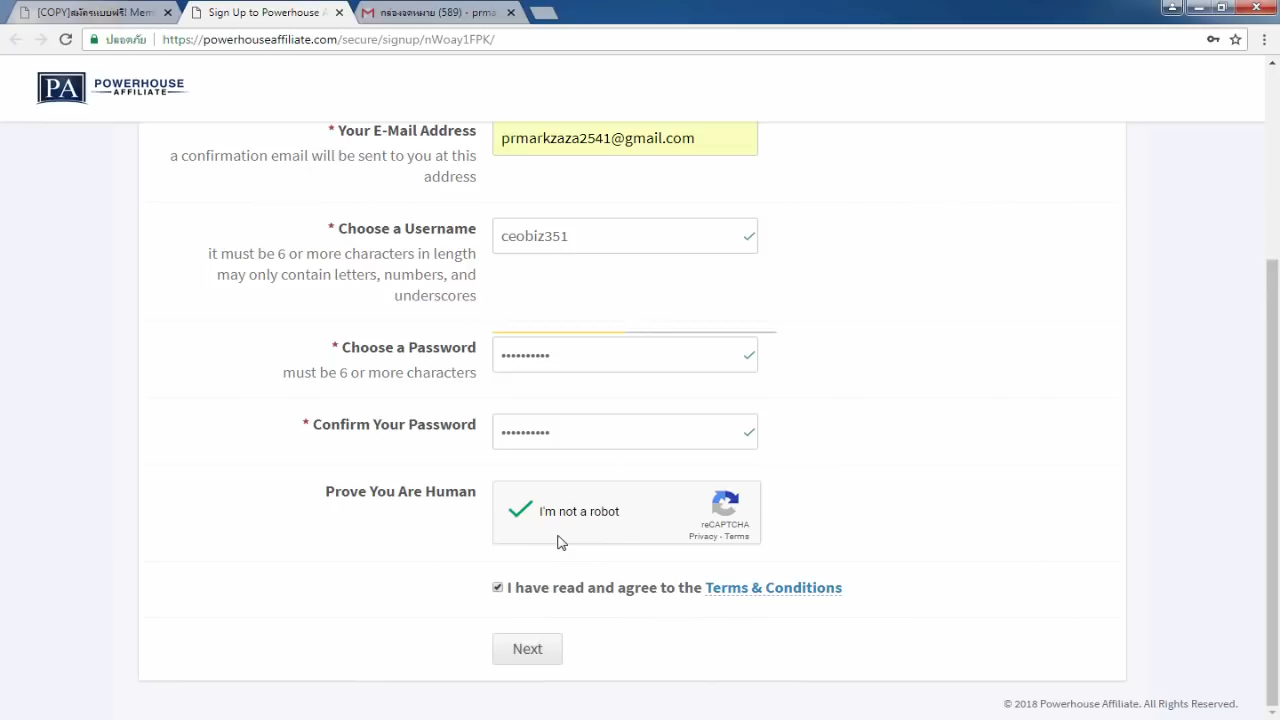 [COPY]สมัครแบบฟรี Mem
Sign Up to Powerhouse A
กล่องจดหมาย (589) - prma
ปลอดภัย
https://powerhouseaffiliate.com/secure/signup/nWoay1FPK/
PA POWERHOUSE
AFFILIATE
* Your E-Mail Address
prmarkzaza2541@gmail.com
a confirmation email will be sent to you at this
address
* Choose a Username
ceobiz351
it must be 6 or more characters in length
may only contain letters, numbers, and
underscores
* Choose a Password
••••••••••
must be 6 or more characters
* Confirm Your Password
••••••••••
Prove You Are Human
I'm not a robot
reCAPTCHA
Privacy - Terms
I have read and agree to the Terms & Conditions
Next
© 2018 Powerhouse Affiliate. All Rights Reserved.